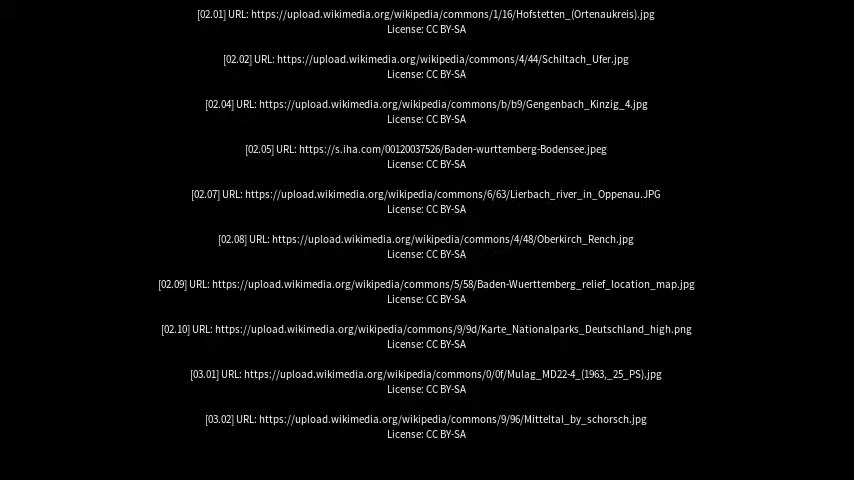 [02.01] URL: https://upload.wikimedia.org/wikipedia/commons/1/16/Hofstetten_(Ortenaukreis).jpg
License: CC BY-SA
[02.02] URL: https://upload.wikimedia.org/wikipedia/commons/4/44/Schiltach_Ufer.jpg
License: CC BY-SA
[02.04] URL: https://upload.wikimedia.org/wikipedia/commons/b/b9/Gengenbach_Kinzig_4.jpg
License: CC BY-SA
[02.05] URL: https://s.iha.com/00120037526/Baden-wurttemberg-Bodensee.jpeg
License: CC BY-SA
[02.07] URL: https://upload.wikimedia.org/wikipedia/commons/6/63/Lierbach_river_in_Oppenau.JPG
License: CC BY-SA
[02.08] URL: https://upload.wikimedia.org/wikipedia/commons/4/48/Oberkirch_Rench.jpg
License: CC BY-SA
[02.09] URL: https://upload.wikimedia.org/wikipedia/commons/5/58/Baden-Wuerttemberg_relief_location_map.jpg
License: CC BY-SA
[02.10] URL: https://upload.wikimedia.org/wikipedia/commons/9/9d/Karte_Nationalparks_Deutschland_high.png
License: CC BY-SA
[03.01] URL: https://upload.wikimedia.org/wikipedia/commons/0/0f/Mulag_MD22-4_(1963,_25_PS).jpg
License: CC BY-SA
[03.02] URL: https://upload.wikimedia.org/wikipedia/commons/9/96/Mitteltal_by_schorsch.jpg
License: CC BY-SA